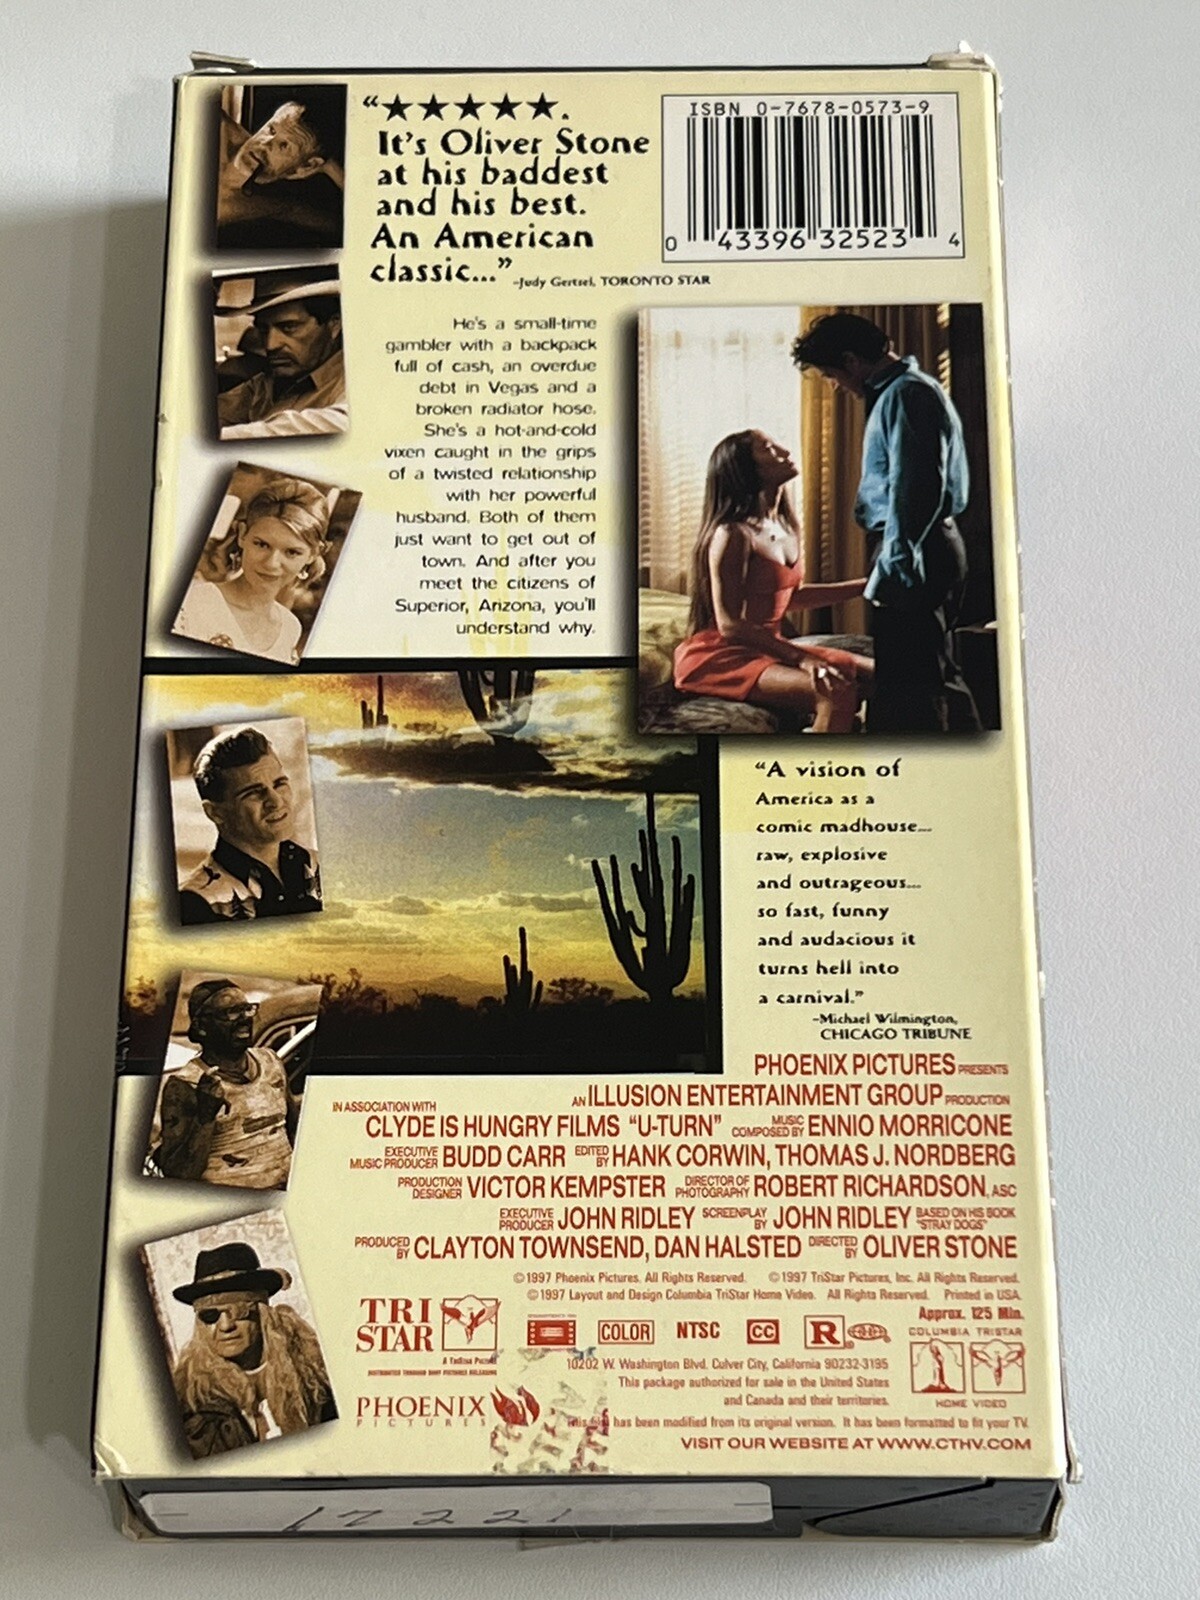 “★★★★★.
It's Oliver Stone
at his baddest
and his best.
An American
classic...”
-Judy Gerstel, TORONTO STAR
ISBN 0-7678-0573-9
0 43396 32523 4
He's a small-time
gambler with a backpack
full of cash, an overdue
debt in Vegas and a
broken radiator hose.
She's a hot-and-cold
vixen caught in the grips
of a twisted relationship
with her powerful
husband. Both of them
just want to get out of
town. And after you
meet the citizens of
Superior, Arizona, you'll
understand why.
“A vision of
America as a
comic madhouse...
raw, explosive
and outrageous...
so fast, funny
and audacious it
turns hell into
a carnival.”
-Michael Wilmington,
CHICAGO TRIBUNE
PHOENIX PICTURES PRESENTS
AN ILLUSION ENTERTAINMENT GROUP PRODUCTION
IN ASSOCIATION WITH CLYDE IS HUNGRY FILMS “U-TURN” MUSIC COMPOSED BY ENNIO MORRICONE
EXECUTIVE MUSIC PRODUCER BUDD CARR EDITED BY HANK CORWIN, THOMAS J. NORDBERG
PRODUCTION DESIGNER VICTOR KEMPSTER DIRECTOR OF PHOTOGRAPHY ROBERT RICHARDSON, ASC
EXECUTIVE PRODUCER JOHN RIDLEY SCREENPLAY BY JOHN RIDLEY BASED ON HIS BOOK "STRAY DOGS"
PRODUCED BY CLAYTON TOWNSEND, DAN HALSTED DIRECTED BY OLIVER STONE
©1997 Phoenix Pictures. All Rights Reserved. ©1997 TriStar Pictures, Inc. All Rights Reserved.
©1997 Layout and Design Columbia TriStar Home Video. All Rights Reserved. Printed in USA.
Approx. 125 Min.
TRI
STAR
DISTRIBUTED THROUGH SONY PICTURES RELEASING
COLOR NTSC CC R
COLUMBIA TRISTAR
HOME VIDEO
10202 W. Washington Blvd. Culver City, California 90232-3195
This package authorized for sale in the United States
and Canada and their territories.
PHOENIX
PICTURES
This film has been modified from its original version. It has been formatted to fit your TV.
VISIT OUR WEBSITE AT WWW.CTHV.COM
17221